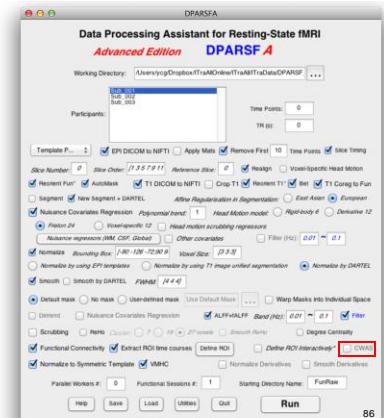 DPARSFA
Data Processing Assistant for Resting-State fMRI
Advanced Edition DPARSF A
Working Directory: /Users/ycg/Dropbox/ITraAllOnline/ITraAll/ITraData/DPARSF ...
Participants: Sub_001
Sub_002
Sub_003
Time Points: 0
TR (s): 0
Template P... EPI DICOM to NIFTI Apply Mats Remove First 10 Time Points Slice Timing
Slice Number: 0 Slice Order: [1 3 5 7 9 11 Reference Slice: 0 Realign Voxel-Specific Head Motion
Reorient Fun* AutoMask T1 DICOM to NIFTI Crop T1 Reorient T1* Bet T1 Coreg to Fun
Segment New Segment + DARTEL Affine Regularisation in Segmentation: East Asian European
Nuisance Covariates Regression Polynomial trend: 1 Head Motion model: Rigid-body 6 Derivative 12
Friston 24 Voxel-specific 12 Head motion scrubbing regressors
Nuisance regressors (WM, CSF, Global) Other covariates Filter (Hz) 0.01 ~ 0.1
Normalize Bounding Box: [-90 -126 -72;90 9 Voxel Size: [3 3 3]
Normalize by using EPI templates Normalize by using T1 image unified segmentation Normalize by DARTEL
Smooth Smooth by DARTEL FWHM: [4 4 4]
Default mask No mask User-defined mask Use Default Mask ... Warp Masks into Individual Space
Detrend Nuisance Covariates Regression ALFF+fALFF Band (Hz): 0.01 ~ 0.1 Filter
Scrubbing ReHo Cluster: 7 19 27 voxels Smooth ReHo Degree Centrality
Functional Connectivity Extract ROI time courses Define ROI Define ROI Interactively* CWAS
Normalize to Symmetric Template VMHC Normalize Derivatives Smooth Derivatives
Parallel Workers #: 0 Functional Sessions #: 1 Starting Directory Name: FunRaw
Help Save Load Utilities Quit Run
86